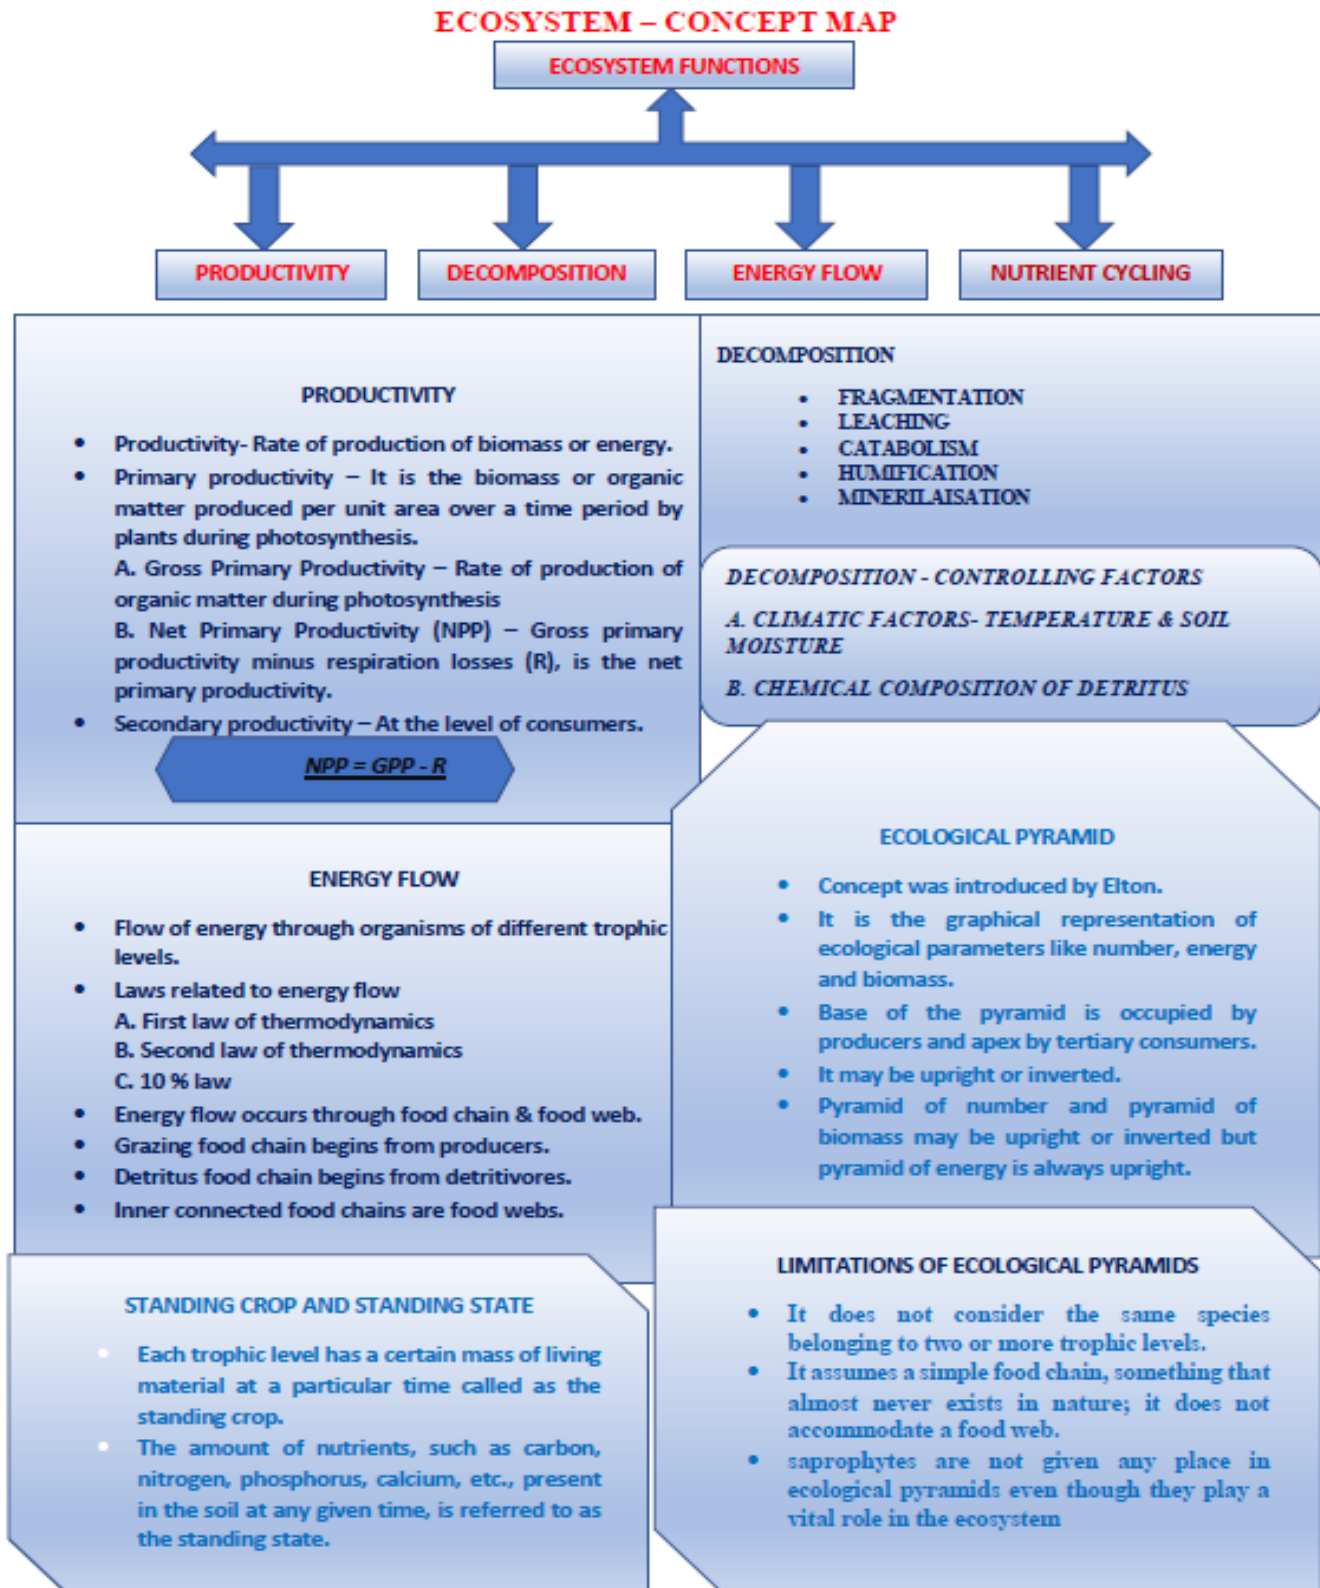 ECOSYSTEM – CONCEPT MAP
ECOSYSTEM FUNCTIONS
PRODUCTIVITY
DECOMPOSITION
ENERGY FLOW
NUTRIENT CYCLING
PRODUCTIVITY
• Productivity- Rate of production of biomass or energy.
• Primary productivity – It is the biomass or organic
matter produced per unit area over a time period by
plants during photosynthesis.
A. Gross Primary Productivity – Rate of production of
organic matter during photosynthesis
B. Net Primary Productivity (NPP) – Gross primary
productivity minus respiration losses (R), is the net
primary productivity.
• Secondary productivity – At the level of consumers.
NPP = GPP - R
DECOMPOSITION
• FRAGMENTATION
• LEACHING
• CATABOLISM
• HUMIFICATION
• MINERILAISATION
DECOMPOSITION - CONTROLLING FACTORS
A. CLIMATIC FACTORS- TEMPERATURE & SOIL
MOISTURE
B. CHEMICAL COMPOSITION OF DETRITUS
ENERGY FLOW
• Flow of energy through organisms of different trophic
levels.
• Laws related to energy flow
A. First law of thermodynamics
B. Second law of thermodynamics
C. 10 % law
• Energy flow occurs through food chain & food web.
• Grazing food chain begins from producers.
• Detritus food chain begins from detritivores.
• Inner connected food chains are food webs.
ECOLOGICAL PYRAMID
• Concept was introduced by Elton.
• It is the graphical representation of
ecological parameters like number, energy
and biomass.
• Base of the pyramid is occupied by
producers and apex by tertiary consumers.
• It may be upright or inverted.
• Pyramid of number and pyramid of
biomass may be upright or inverted but
pyramid of energy is always upright.
STANDING CROP AND STANDING STATE
• Each trophic level has a certain mass of living
material at a particular time called as the
standing crop.
• The amount of nutrients, such as carbon,
nitrogen, phosphorus, calcium, etc., present
in the soil at any given time, is referred to as
the standing state.
LIMITATIONS OF ECOLOGICAL PYRAMIDS
• It does not consider the same species
belonging to two or more trophic levels.
• It assumes a simple food chain, something that
almost never exists in nature; it does not
accommodate a food web.
• saprophytes are not given any place in
ecological pyramids even though they play a
vital role in the ecosystem